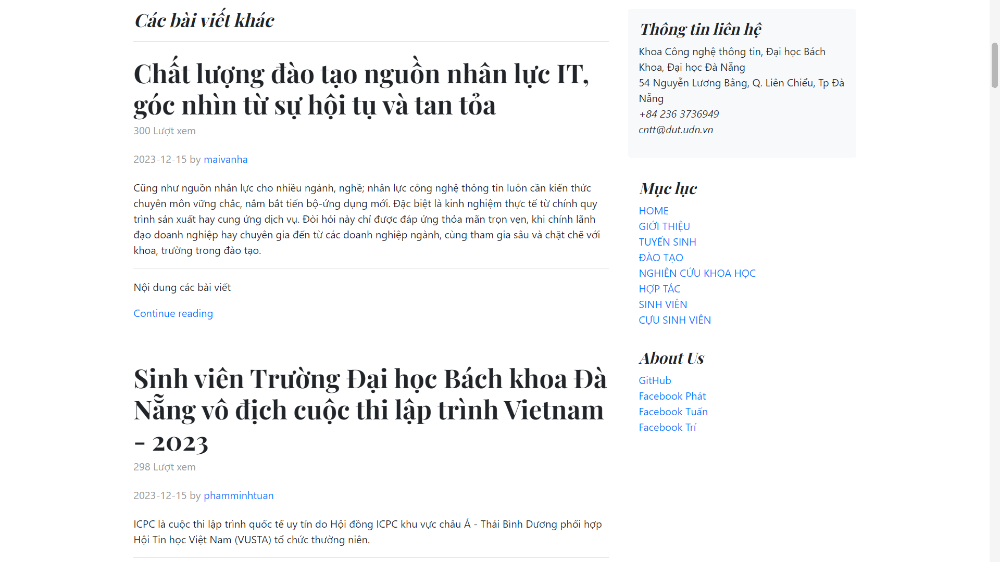 Các bài viết khác
Chất lượng đào tạo nguồn nhân lực IT,
góc nhìn từ sự hội tụ và tan tỏa
300 Lượt xem
2023-12-15 by maivanha
Cũng như nguồn nhân lực cho nhiều ngành, nghề; nhân lực công nghệ thông tin luôn cần kiến thức
chuyên môn vững chắc, nắm bắt tiến bộ-ứng dụng mới. Đặc biệt là kinh nghiệm thực tế từ chính quy
trình sản xuất hay cung ứng dịch vụ. Đòi hỏi này chỉ được đáp ứng thỏa mãn trọn vẹn, khi chính lãnh
đạo doanh nghiệp hay chuyên gia đến từ các doanh nghiệp ngành, cùng tham gia sâu và chặt chẽ với
khoa, trường trong đào tạo.
Nội dung các bài viết
Continue reading
Sinh viên Trường Đại học Bách khoa Đà
Nẵng vô địch cuộc thi lập trình Vietnam
- 2023
298 Lượt xem
2023-12-15 by phamminhtuan
ICPC là cuộc thi lập trình quốc tế uy tín do Hội đồng ICPC khu vực châu Á - Thái Bình Dương phối hợp
Hội Tin học Việt Nam (VUSTA) tổ chức thường niên.
Thông tin liên hệ
Khoa Công nghệ thông tin, Đại học Bách
Khoa, Đại học Đà Nẵng
54 Nguyễn Lương Bằng, Q. Liên Chiểu, Tp Đà
Nẵng
+84 236 3736949
cntt@dut.udn.vn
Mục lục
HOME
GIỚI THIỆU
TUYỂN SINH
ĐÀO TẠO
NGHIÊN CỨU KHOA HỌC
HỢP TÁC
SINH VIÊN
CỰU SINH VIÊN
About Us
GitHub
Facebook Phát
Facebook Tuấn
Facebook Trí